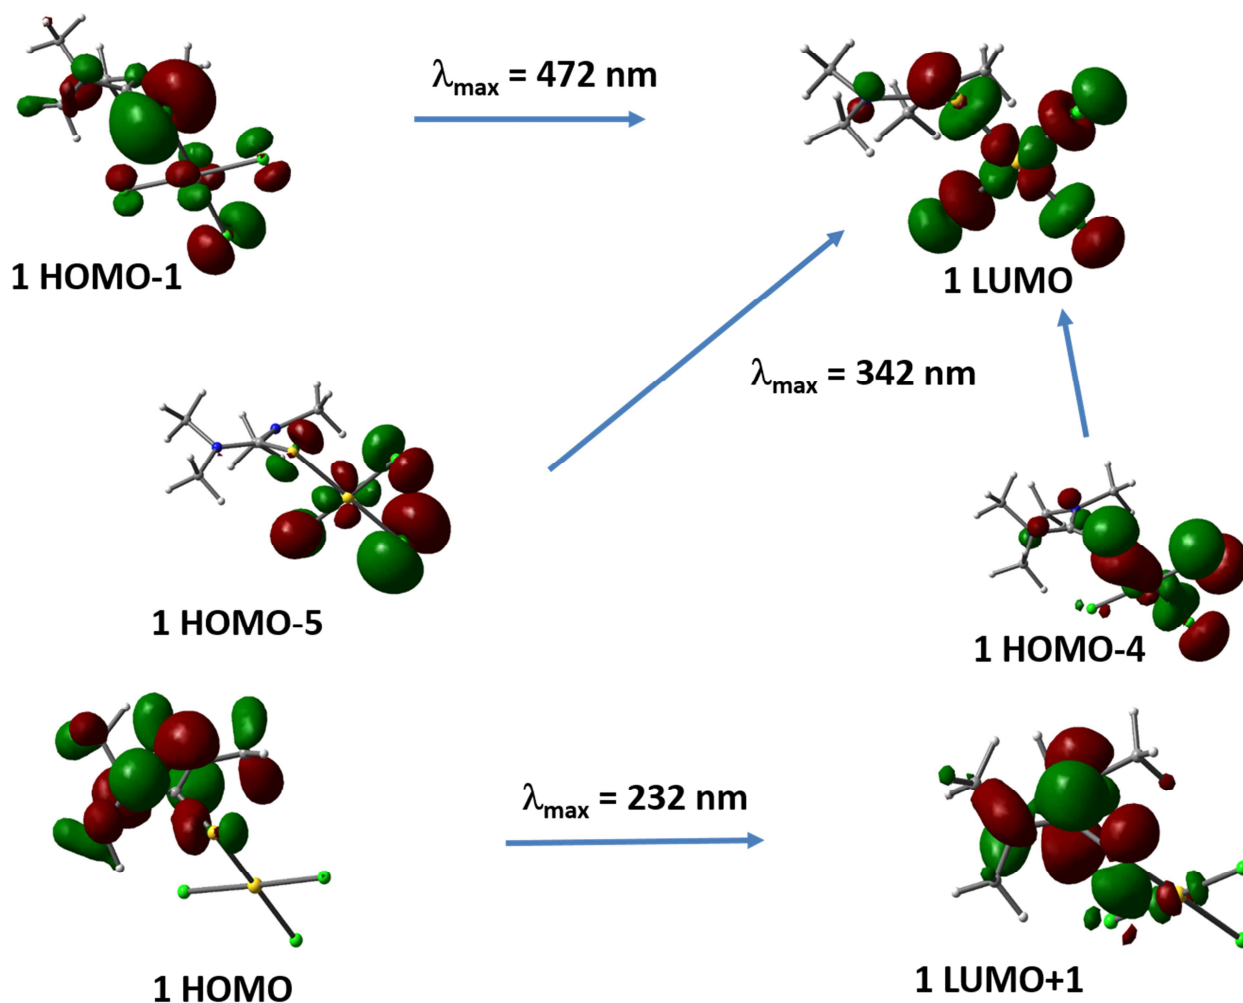 λmax = 472 nm
1 HOMO-1
1 LUMO
λmax = 342 nm
1 HOMO-5
1 HOMO-4
λmax = 232 nm
1 HOMO
1 LUMO+1